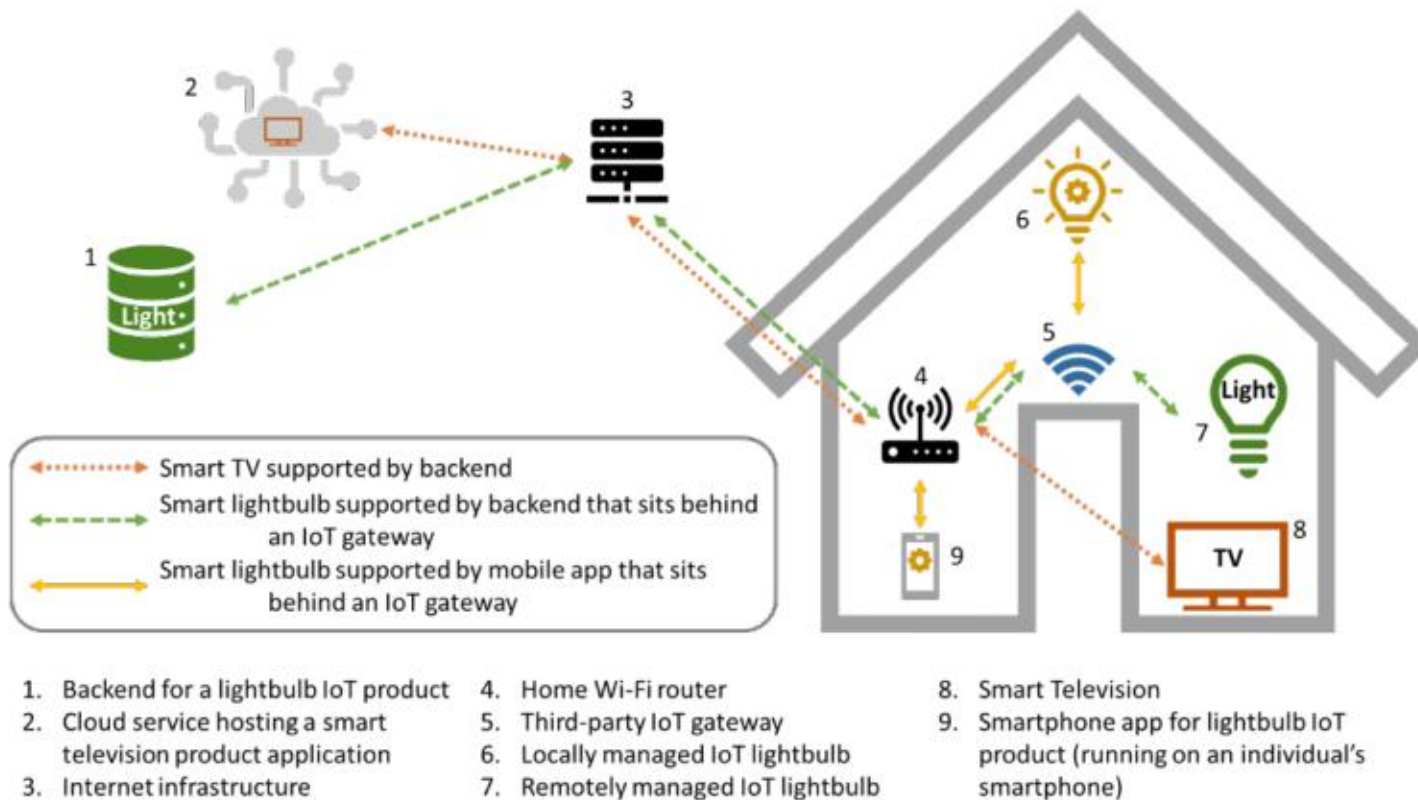 2
3
1
Light
6
5
4
Light
7
8
TV
9
Smart TV supported by backend
Smart lightbulb supported by backend that sits behind
an IoT gateway
Smart lightbulb supported by mobile app that sits
behind an IoT gateway
1. Backend for a lightbulb IoT product
2. Cloud service hosting a smart
television product application
3. Internet infrastructure
4. Home Wi-Fi router
5. Third-party IoT gateway
6. Locally managed IoT lightbulb
7. Remotely managed IoT lightbulb
8. Smart Television
9. Smartphone app for lightbulb IoT
product (running on an individual's
smartphone)